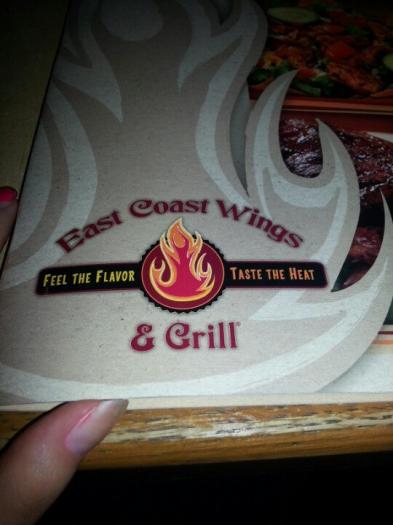 East Coast Wings
FEEL THE FLAVOR TASTE THE HEAT
& Grill®